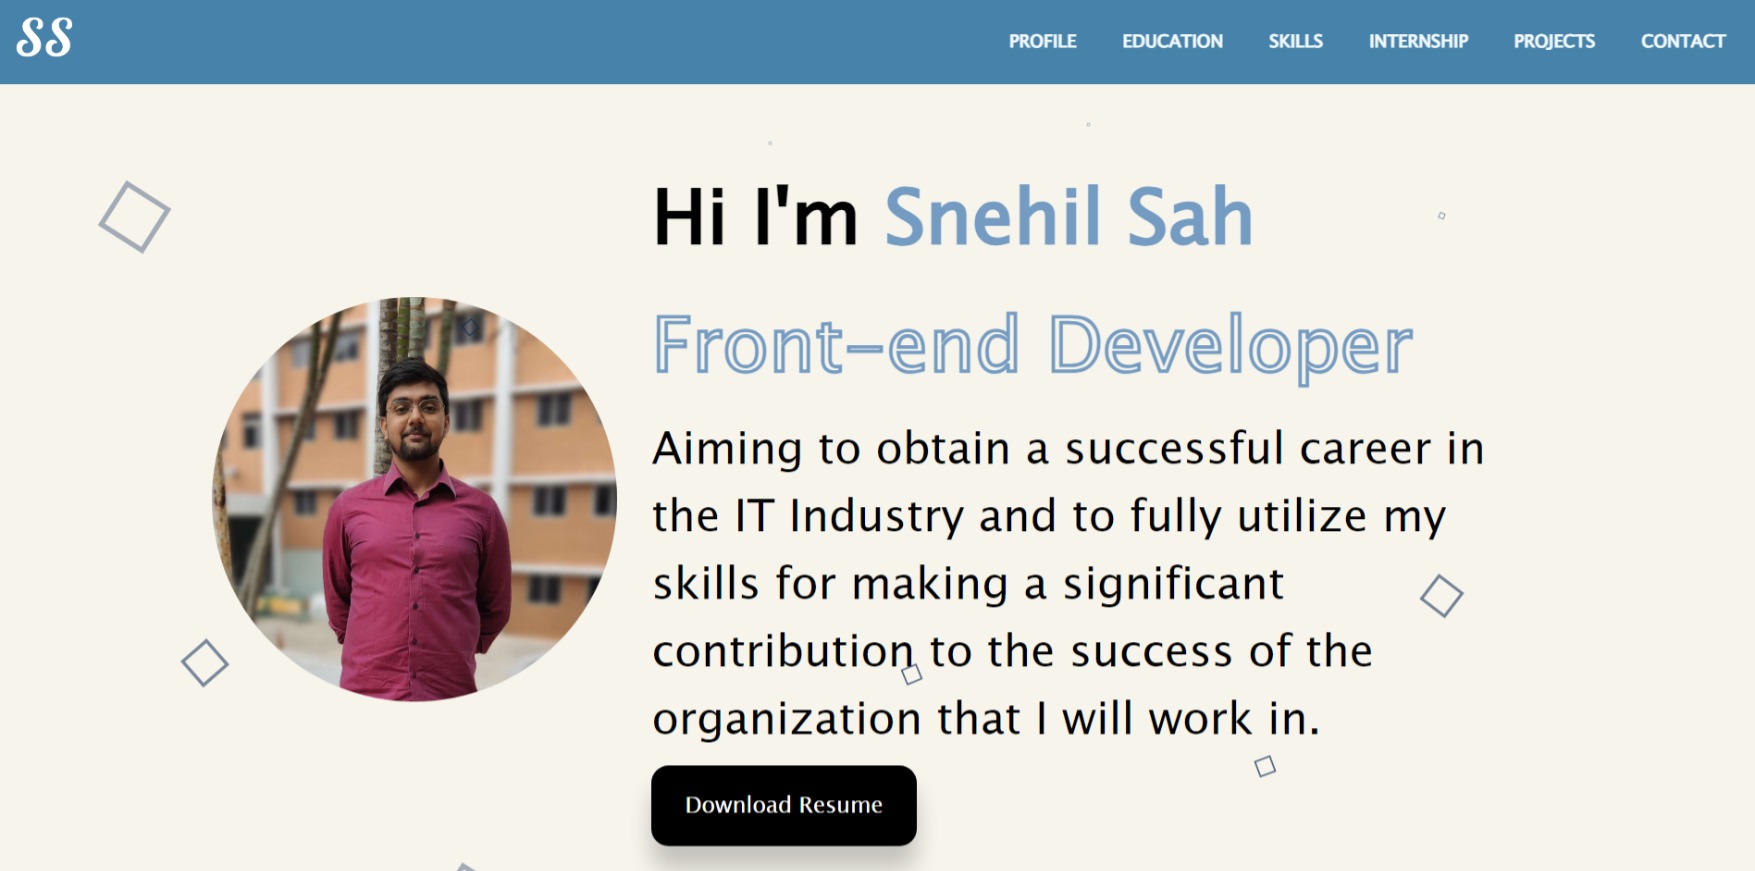 SS
PROFILE EDUCATION SKILLS INTERNSHIP PROJECTS CONTACT
Hi I'm Snehil Sah
Front-end Developer
Aiming to obtain a successful career in
the IT Industry and to fully utilize my
skills for making a significant
contribution to the success of the
organization that I will work in.
Download Resume